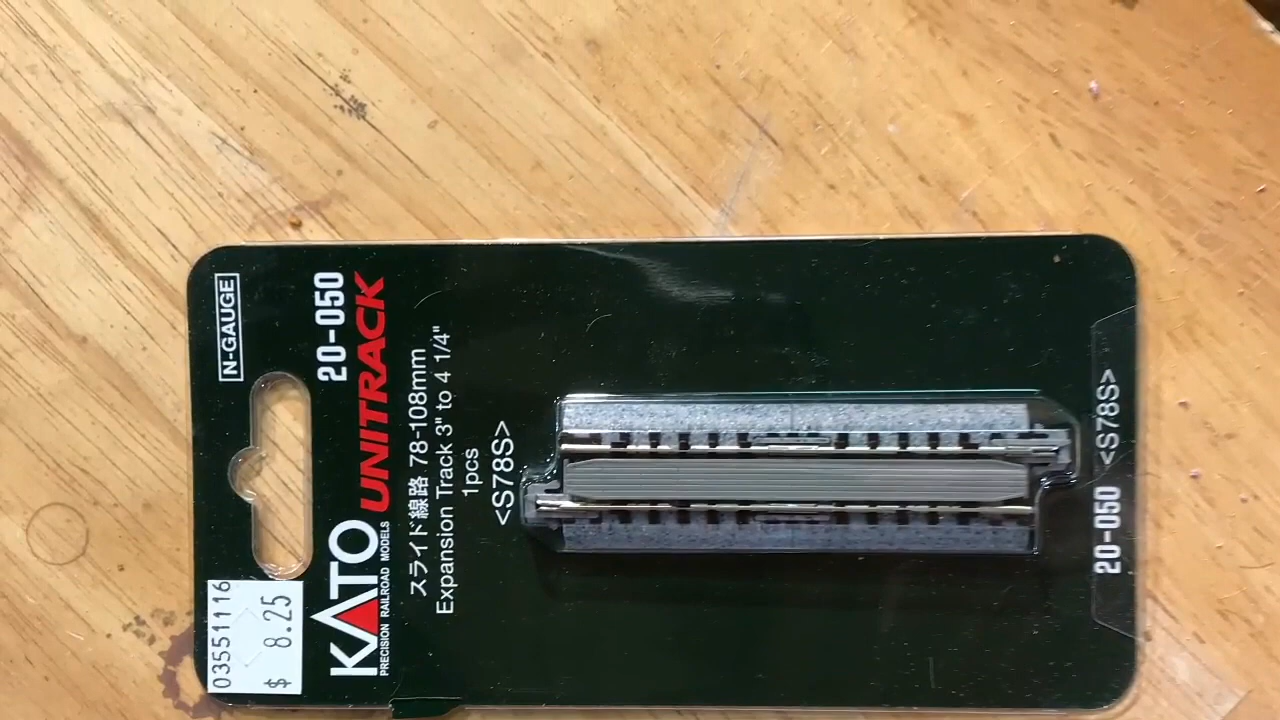 N-GAUGE
20-050
KATO UNITRACK
PRECISION RAILROAD MODELS
スライド線路 78-108mm
Expansion Track 3" to 4 1/4"
1pcs
<S78S>
20-050 <S78S>
03551116
$ 8.25